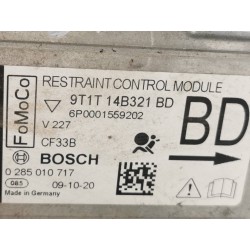 FoMoCo
RESTRAINT CONTROL MODULE
9T1T 14B321 BD
6P0001559202
V 227
CF33B
BOSCH
BD
0 285 010 717
085
09-10-20
Made in Germany